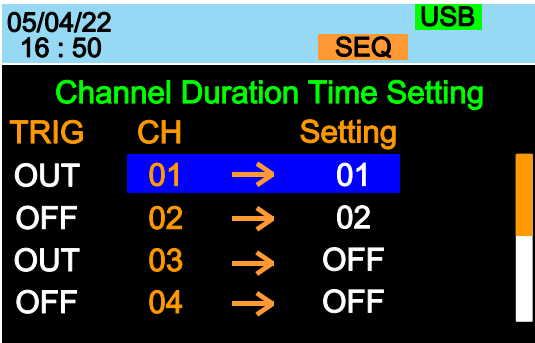 05/04/22
USB
16 : 50
SEQ
Channel Duration Time Setting
TRIG CH Setting
OUT 01 → 01
OFF 02 → 02
OUT 03 → OFF
OFF 04 → OFF